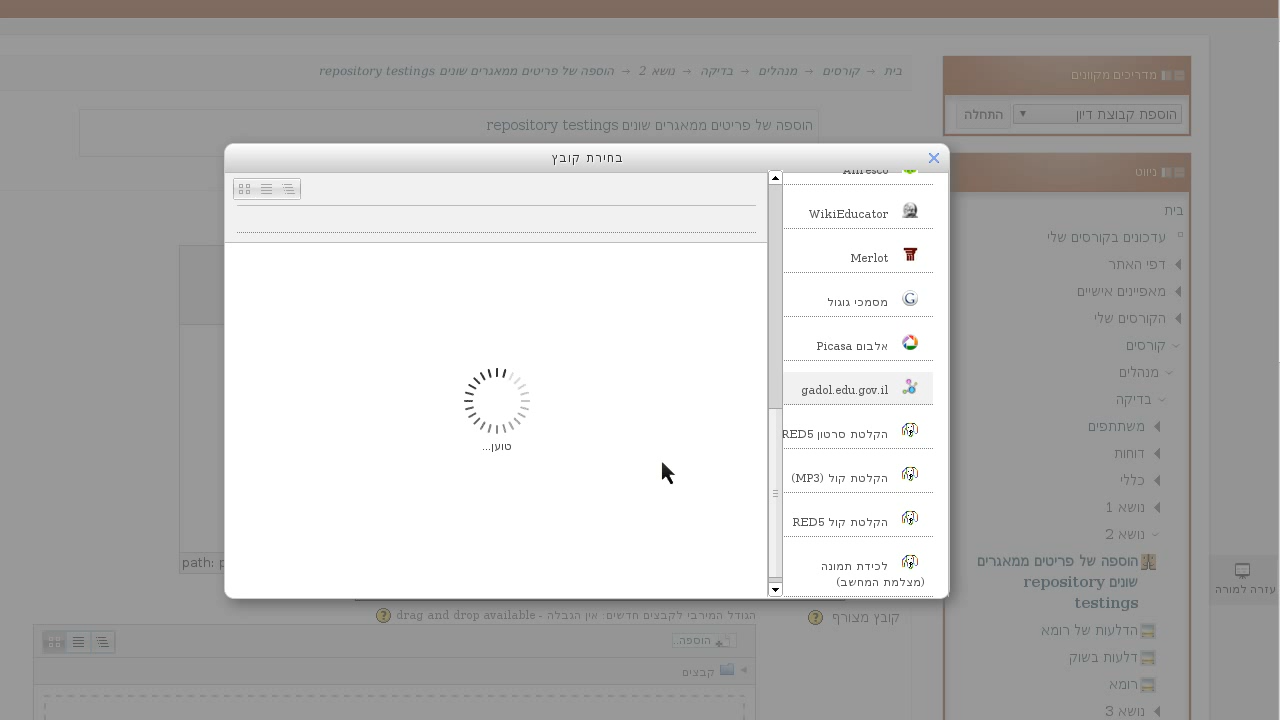 בית → קורסים → מנהלים → בדיקה → נושא 2 → הוספה של פריטים ממאגרים שונים repository testings
מדריכים מקוונים
הוספת קבוצת דיון
התחלה
הוספה של פריטים ממאגרים שונים repository testings
ניווט
בית
עדכונים בקורסים שלי
דפי האתר
מאפיינים אישיים
הקורסים שלי
קורסים
מנהלים
בדיקה
משתתפים
דוחות
כללי
נושא 1
נושא 2
הוספה של פריטים ממאגרים
שונים repository
testings
הדלעות של רומא
דלעות בשוק
רומא
נושא 3
עזרה למורה
בחירת קובץ
Alfresco
WikiEducator
Merlot
מסמכי גוגול
אלבום Picasa
gadol.edu.gov.il
הקלטת סרטון RED5
הקלטת קול (MP3)
הקלטת קול RED5
לכידת תמונה
(מצלמת המחשב)
טוען...
path: p
קובץ מצורף
הגודל המירבי לקבצים חדשים: אין הגבלה - drag and drop available
הוספה..
קבצים